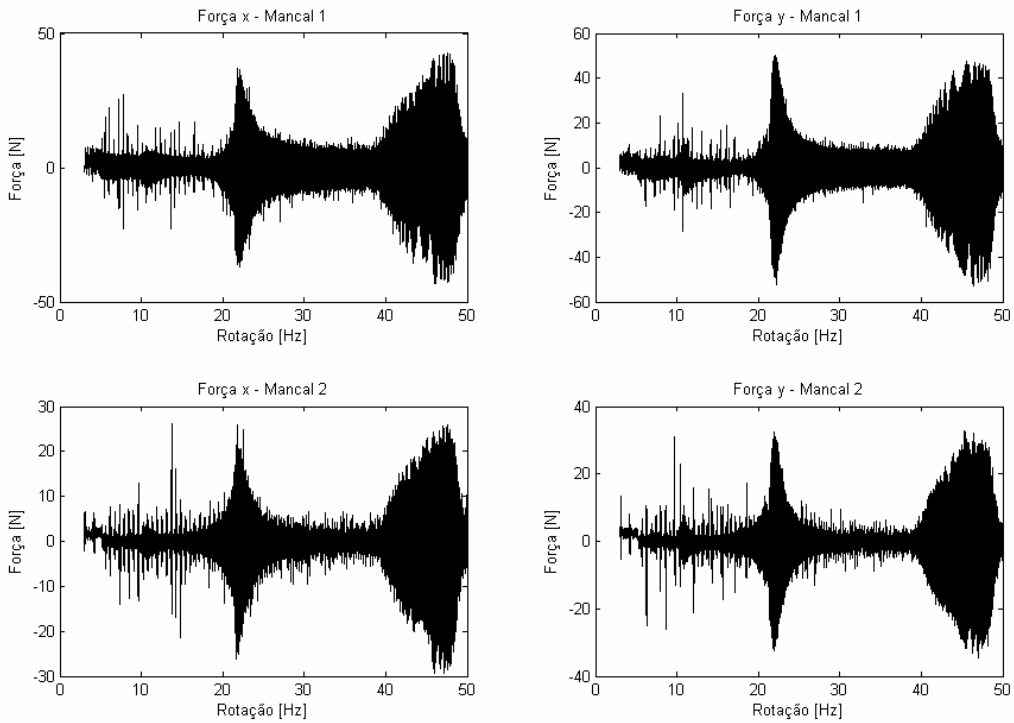 Força x - Mancal 1
50
0
-50
Força [N]
0 10 20 30 40 50
Rotação [Hz]
Força y - Mancal 1
60
40
20
0
-20
-40
-60
Força [N]
0 10 20 30 40 50
Rotação [Hz]
Força x - Mancal 2
30
20
10
0
-10
-20
-30
Força [N]
0 10 20 30 40 50
Rotação [Hz]
Força y - Mancal 2
40
20
0
-20
-40
Força [N]
0 10 20 30 40 50
Rotação [Hz]